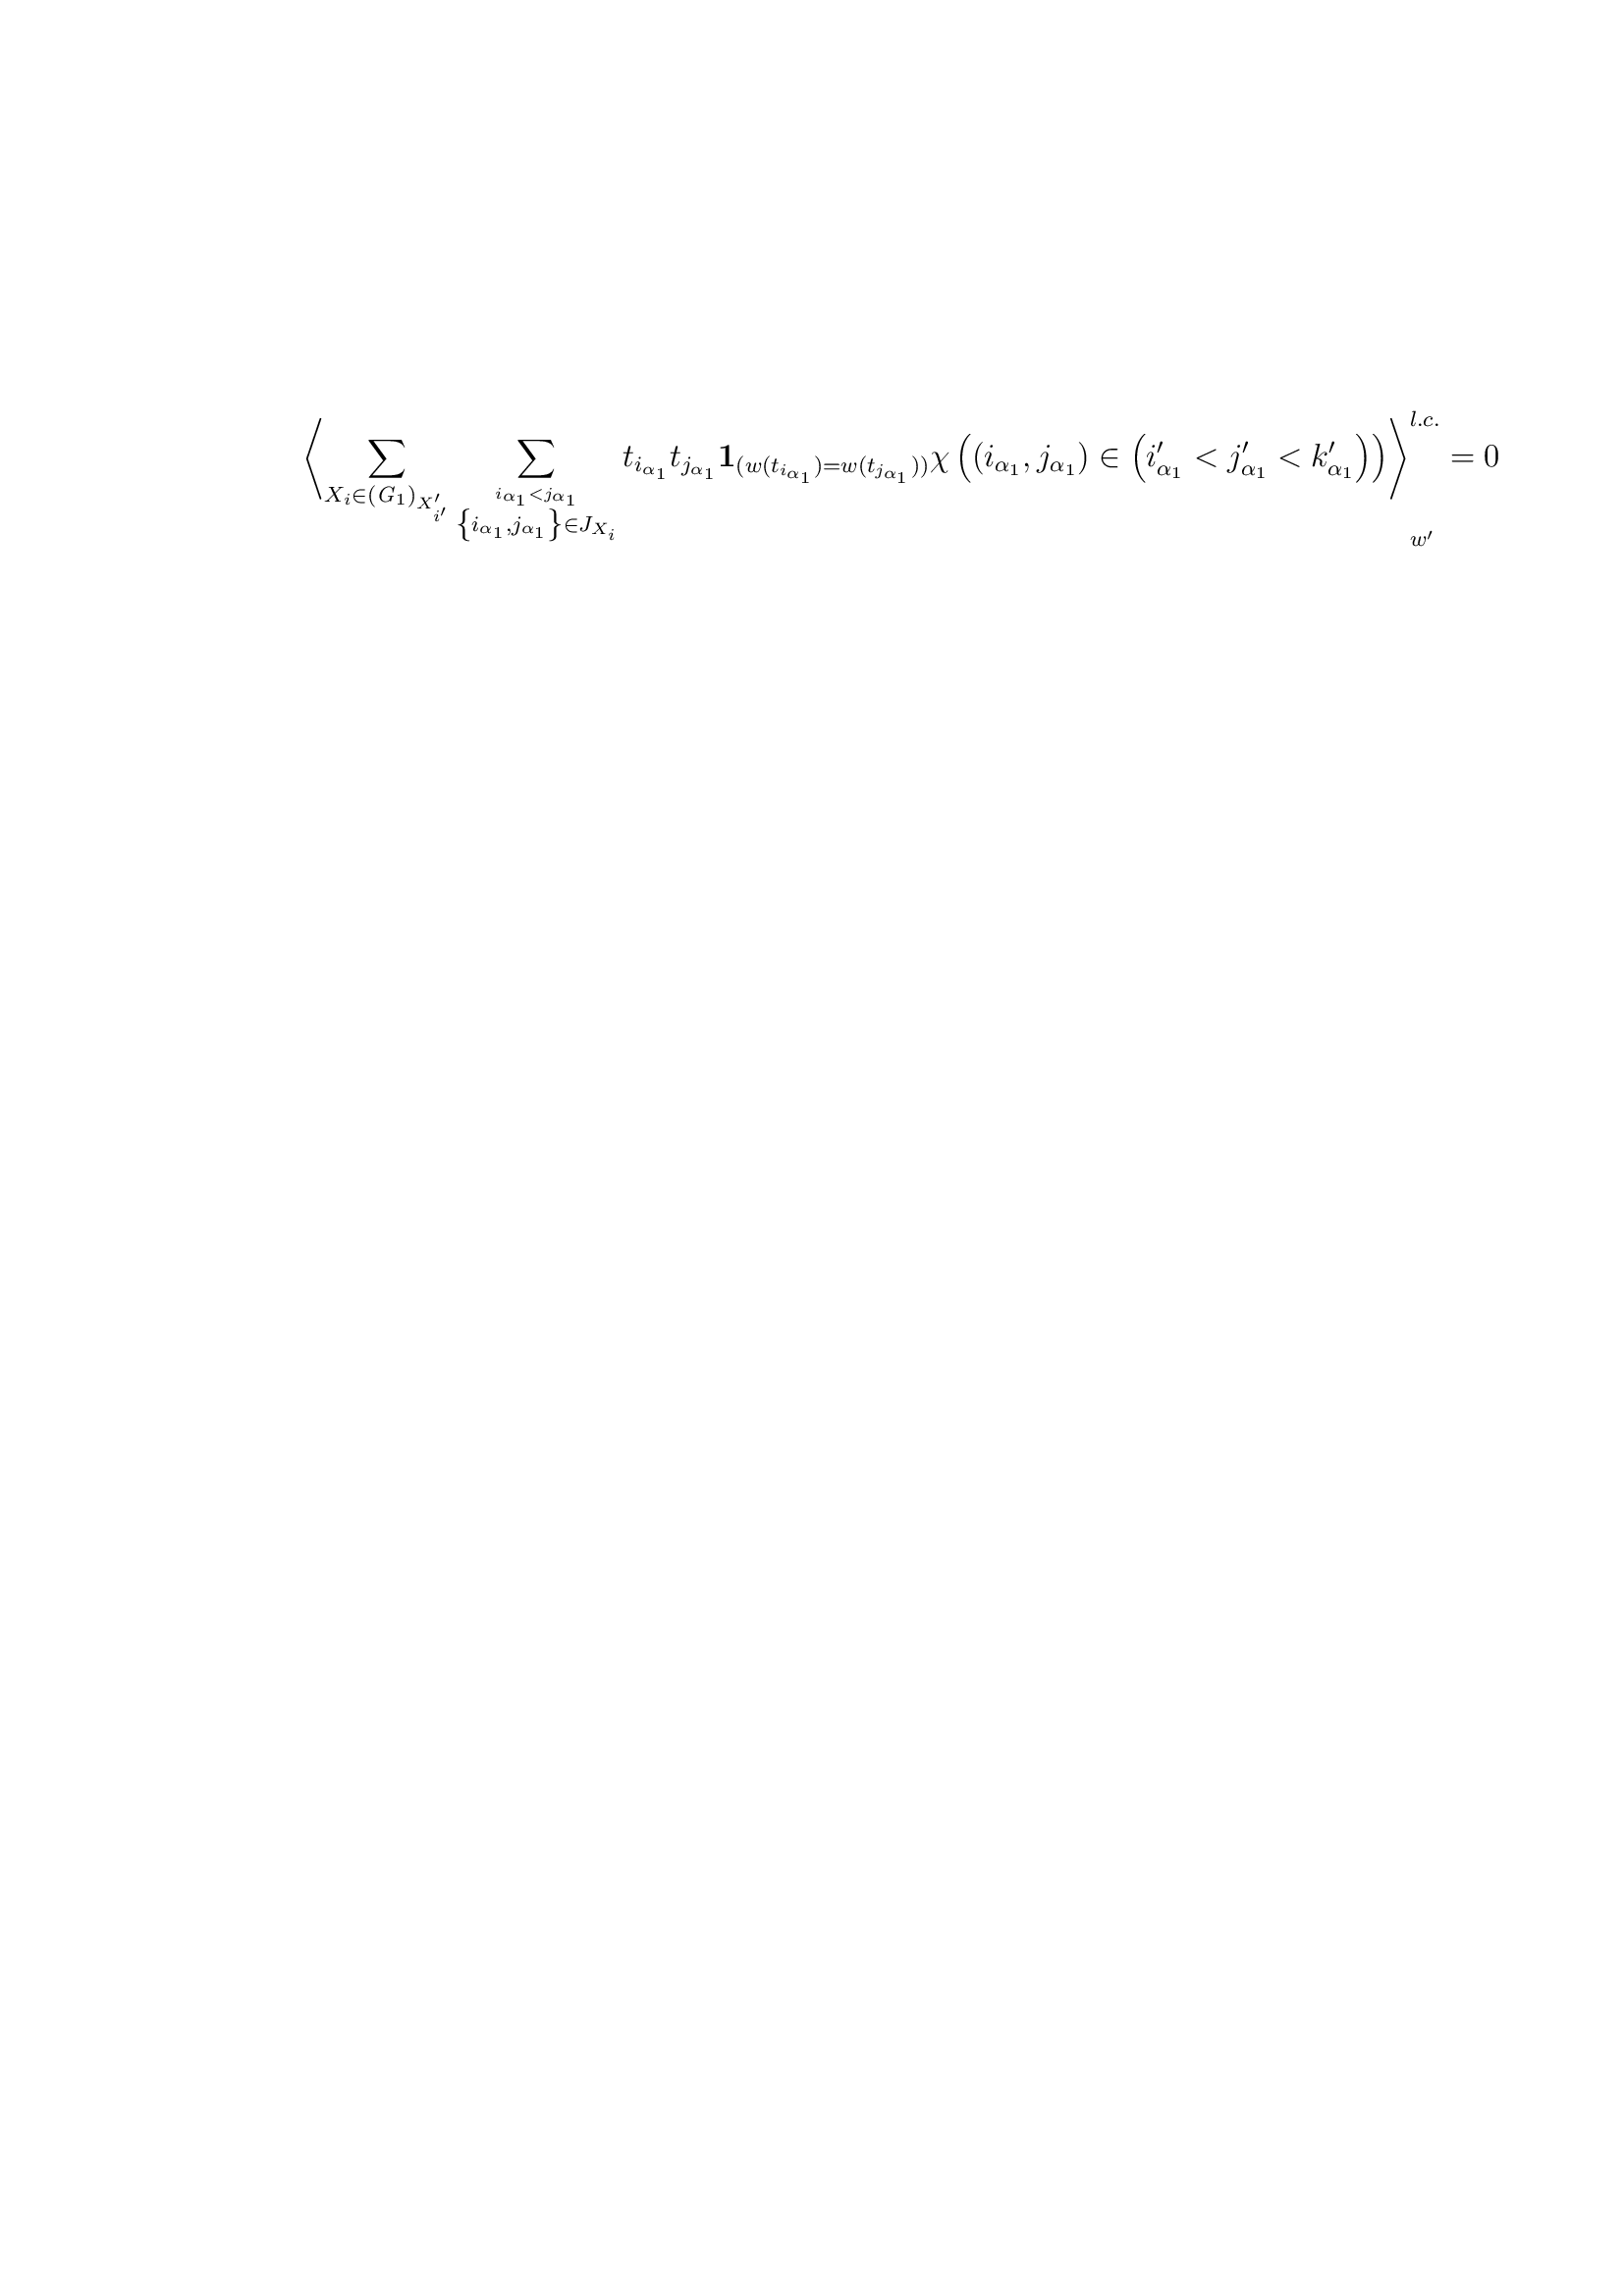 \left\langle \sum_{X_i \in (G_1)_{X'_{i'}}} \sum_{\substack{i_{\alpha_1} < j_{\alpha_1} \\ \left\{ i_{\alpha_1}, j_{\alpha_1} \right\} \in J_{X_i}}} t_{i_{\alpha_1}} t_{j_{\alpha_1}} \mathbf{1}_{(w(t_{i_{\alpha_1}}) = w(t_{j_{\alpha_1}}))} \chi \left( (i_{\alpha_1}, j_{\alpha_1}) \in \left( i'_{\alpha_1} < j'_{\alpha_1} < k'_{\alpha_1} \right) \right) \right\rangle_{w'}^{l.c.} = 0